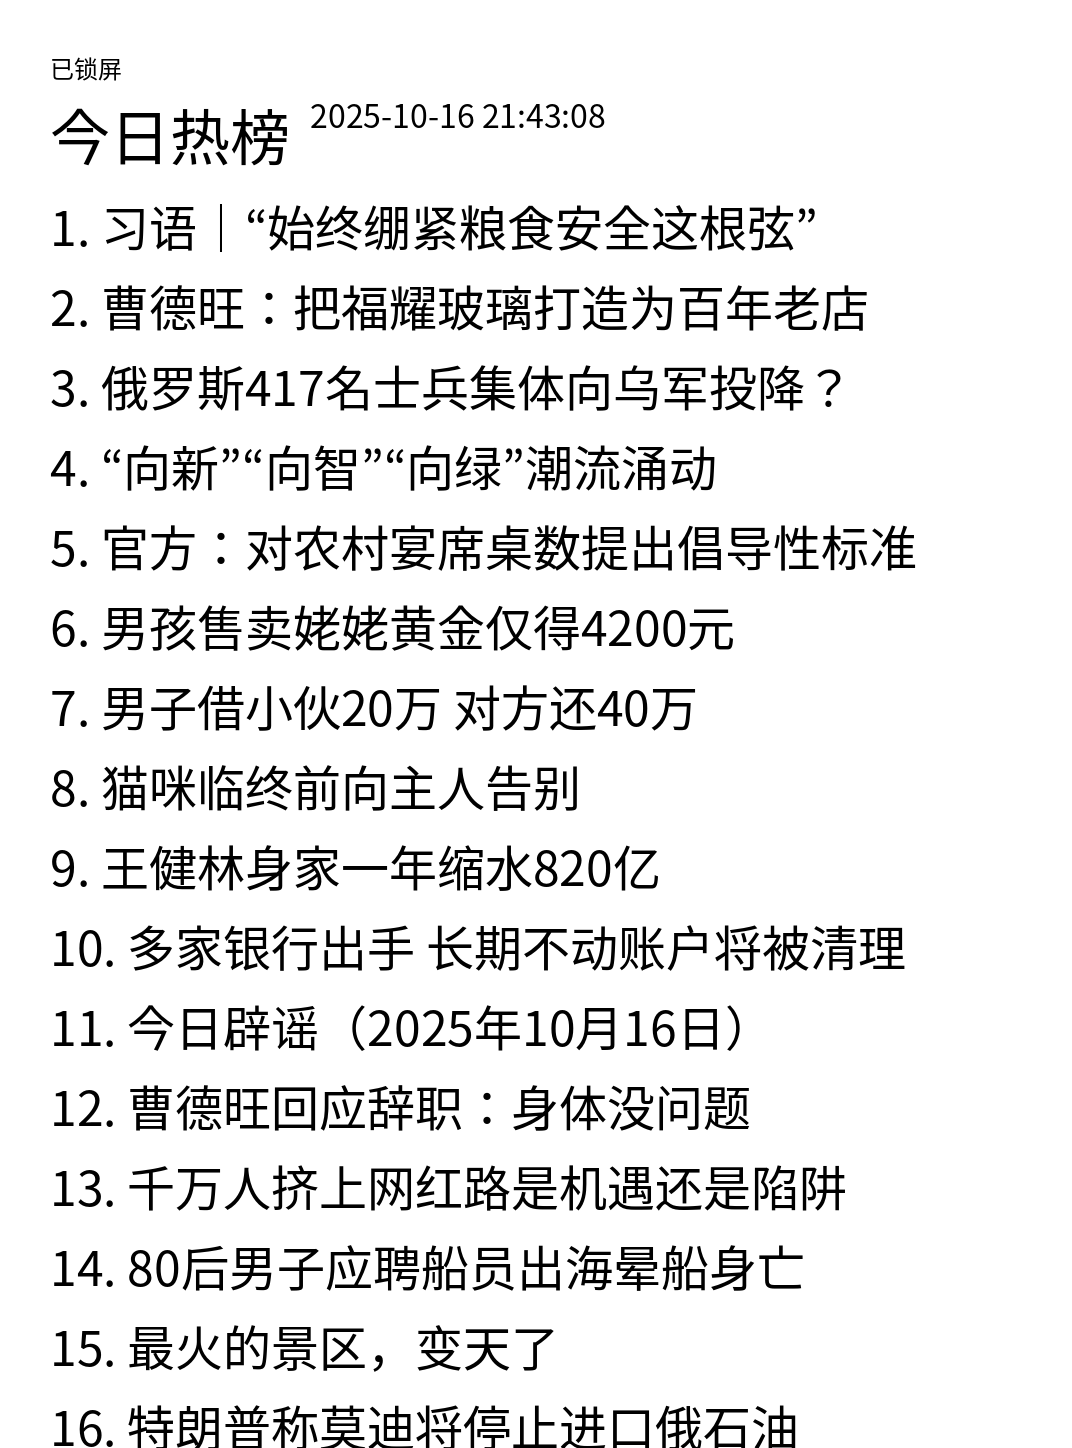 已锁屏
今日热榜 2025-10-16 21:43:08
1. 习语｜“始终绷紧粮食安全这根弦”
2. 曹德旺：把福耀玻璃打造为百年老店
3. 俄罗斯417名士兵集体向乌军投降？
4. “向新”“向智”“向绿”潮流涌动
5. 官方：对农村宴席桌数提出倡导性标准
6. 男孩售卖姥姥黄金仅得4200元
7. 男子借小伙20万 对方还40万
8. 猫咪临终前向主人告别
9. 王健林身家一年缩水820亿
10. 多家银行出手 长期不动账户将被清理
11. 今日辟谣（2025年10月16日）
12. 曹德旺回应辞职：身体没问题
13. 千万人挤上网红路是机遇还是陷阱
14. 80后男子应聘船员出海晕船身亡
15. 最火的景区，变天了
16. 特朗普称莫迪将停止进口俄石油